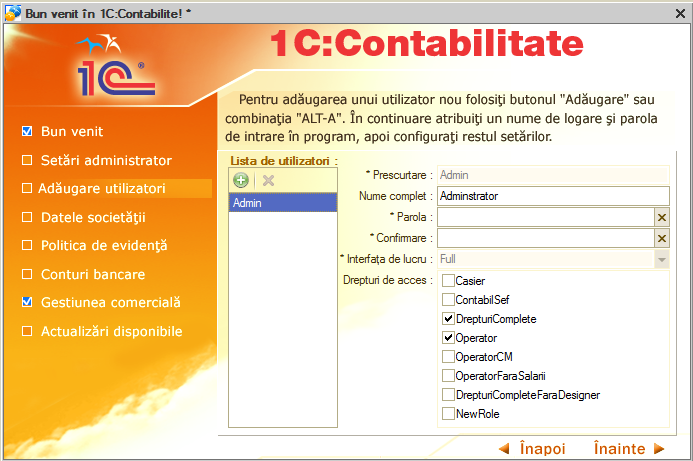 Bun venit în 1C:Contabilite! *
1C:Contabilitate
1C®
Pentru adăugarea unui utilizator nou folosiţi butonul "Adăugare" sau
combinaţia "ALT-A". În continuare atribuiţi un nume de logare şi parola
de intrare în program, apoi configuraţi restul setărilor.
Bun venit
Setări administrator
Adăugare utilizatori
Datele societăţii
Politica de evidenţă
Conturi bancare
Gestiunea comercială
Actualizări disponibile
Lista de utilizatori :
Admin
* Prescurtare : Admin
Nume complet : Adminstrator
* Parola :
* Confirmare :
* Interfaţa de lucru : Full
Drepturi de acces :
Casier
ContabilSef
DrepturiComplete
Operator
OperatorCM
OperatorFaraSalarii
DrepturiCompleteFaraDesigner
NewRole
Înapoi Înainte